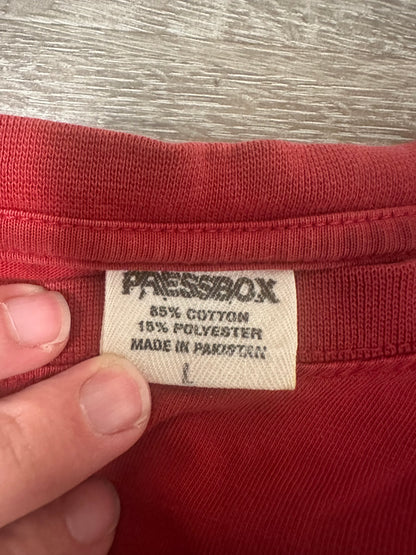 PRESSBOX
85% COTTON
15% POLYESTER
MADE IN PAKISTAN
L